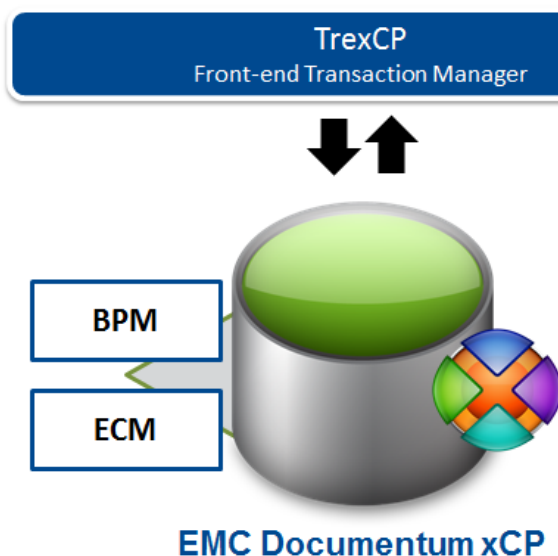 TrexCP
Front-end Transaction Manager
BPM
ECM
EMC Documentum xCP